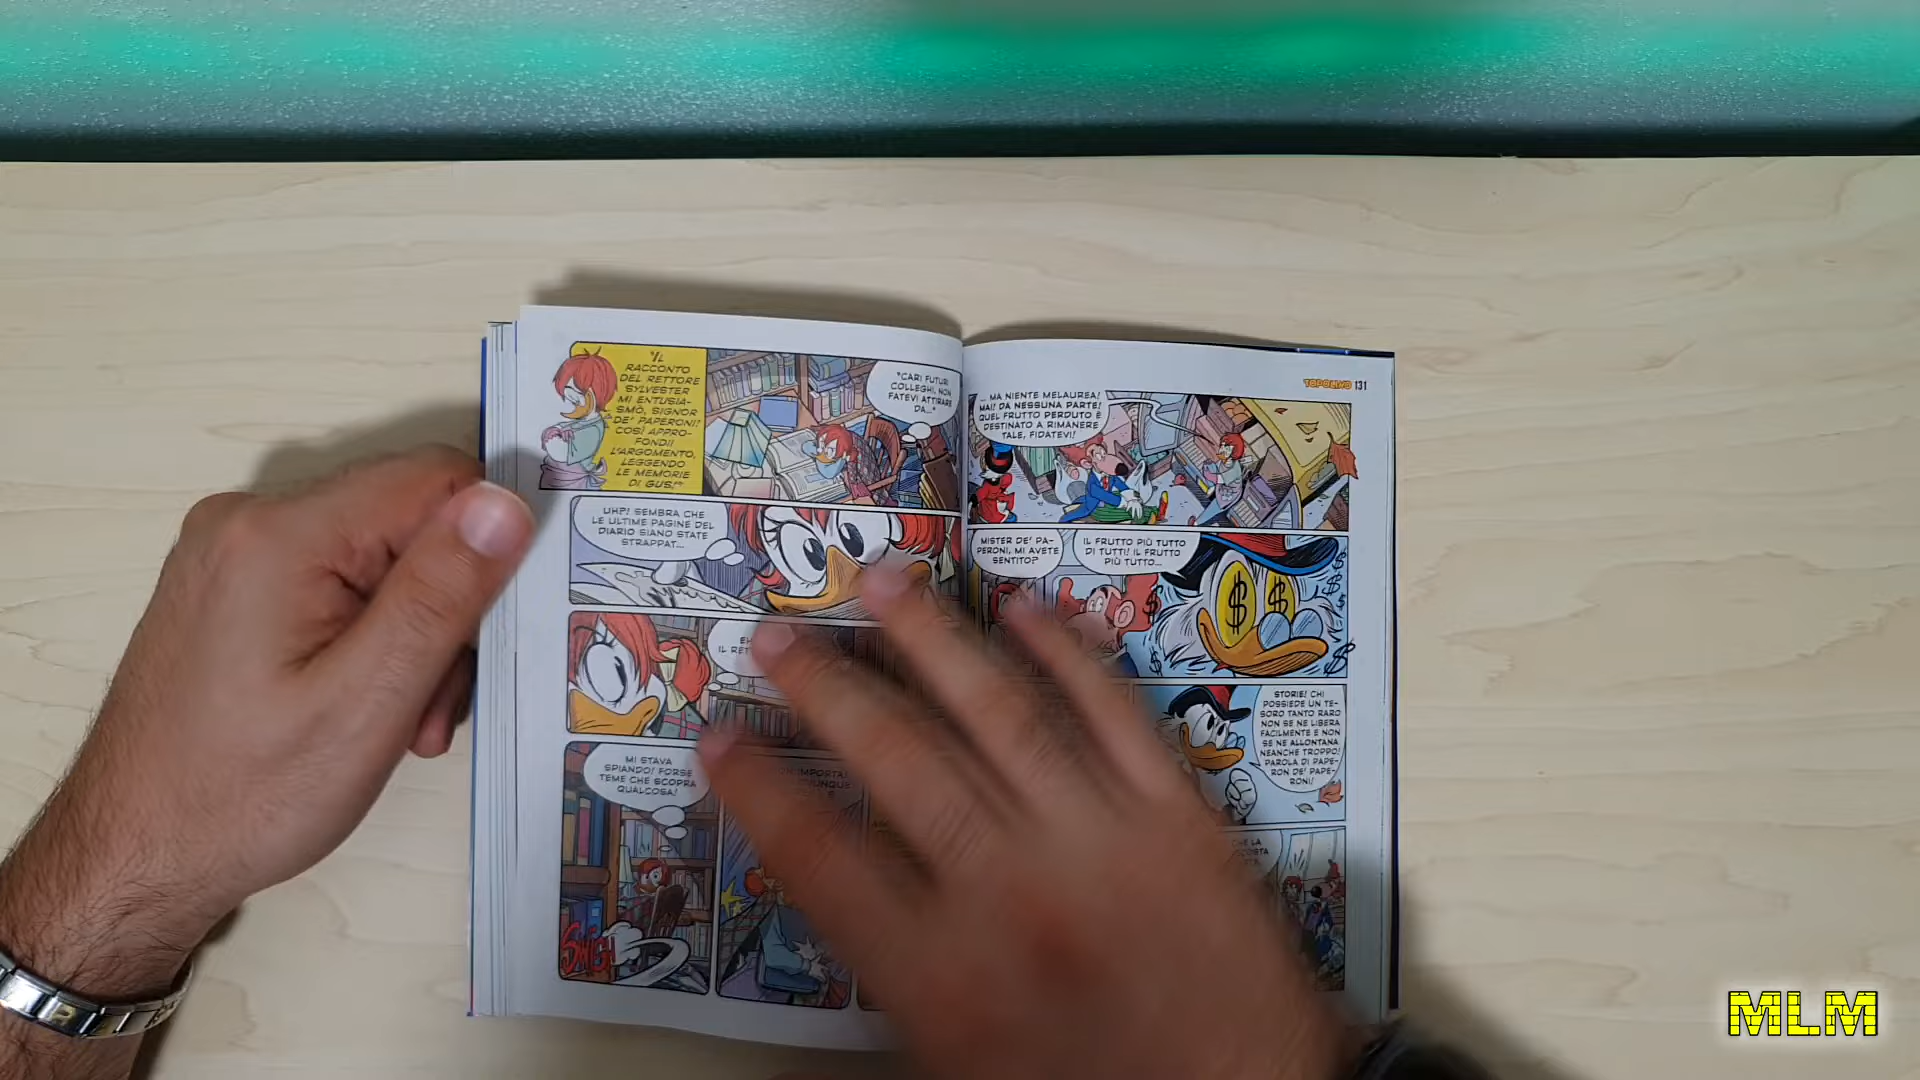 "IL
RACCONTO
DEL RETTORE
SYLVESTER
MI ENTUSIA-
SMÒ, SIGNOR
DE' PAPERONI!
COSÌ APPRO-
FONDII
L'ARGOMENTO,
LEGGENDO
LE MEMORIE
DI GUS!"
"CARI FUTURI
COLLEGHI, NON
FATEVI ATTIRARE
DA..."
UHP! SEMBRA CHE
LE ULTIME PAGINE DEL
DIARIO SIANO STATE
STRAPPAT...
IL
MI STAVA
SPIANDO! FORSE
TEME CHE SCOPRA
QUALCOSA!
IMPORTA!
TOPOLINO 131
... MA NIENTE MELAUREA!
MAI! DA NESSUNA PARTE!
QUEL FRUTTO PERDUTO È
DESTINATO A RIMANERE
TALE, FIDATEVI!
MISTER DE' PA-
PERONI, MI AVETE
SENTITO?
IL FRUTTO PIÙ TUTTO
DI TUTTI! IL FRUTTO
PIÙ TUTTO...
STORIE! CHI
POSSIEDE UN TE-
SORO TANTO RARO
NON SE NE LIBERA
FACILMENTE E NON
SE NE ALLONTANA
NEANCHE TROPPO!
PAROLA DI PAPE-
RON DE' PAPE-
RONI!
CHE LA
MLM